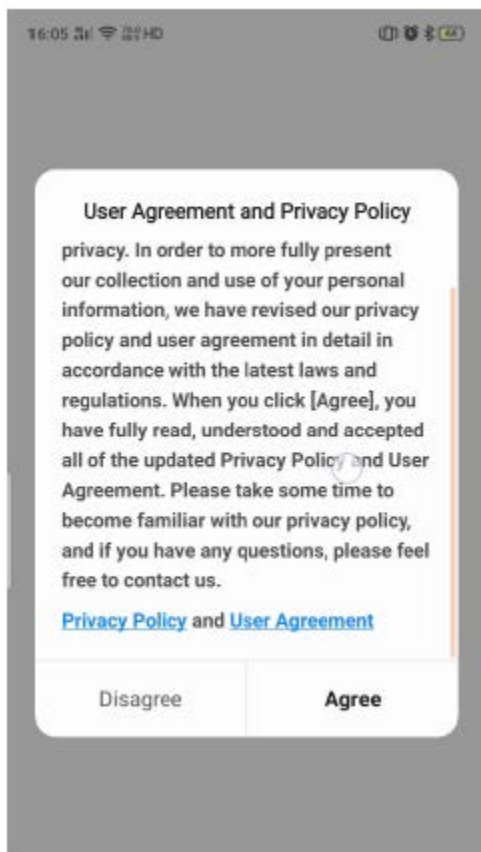 16:05
HD
44
User Agreement and Privacy Policy
privacy. In order to more fully present
our collection and use of your personal
information, we have revised our privacy
policy and user agreement in detail in
accordance with the latest laws and
regulations. When you click [Agree], you
have fully read, understood and accepted
all of the updated Privacy Policy and User
Agreement. Please take some time to
become familiar with our privacy policy,
and if you have any questions, please feel
free to contact us.
Privacy Policy and User Agreement
Disagree
Agree